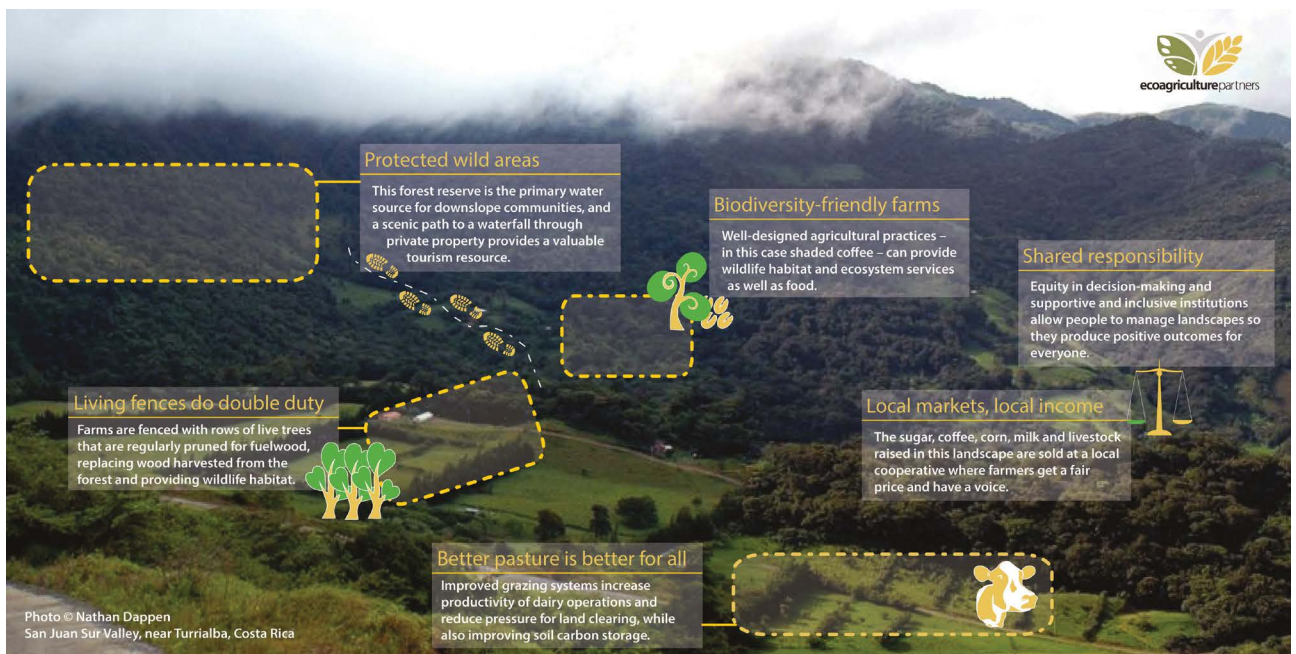 ecoagriculturepartners
Protected wild areas
This forest reserve is the primary water
source for downslope communities, and
a scenic path to a waterfall through
private property provides a valuable
tourism resource.
Biodiversity-friendly farms
Well-designed agricultural practices –
in this case shaded coffee – can provide
wildlife habitat and ecosystem services
as well as food.
Shared responsibility
Equity in decision-making and
supportive and inclusive institutions
allow people to manage landscapes so
they produce positive outcomes for
everyone.
Living fences do double duty
Farms are fenced with rows of live trees
that are regularly pruned for fuelwood,
replacing wood harvested from the
forest and providing wildlife habitat.
Local markets, local income
The sugar, coffee, corn, milk and livestock
raised in this landscape are sold at a local
cooperative where farmers get a fair
price and have a voice.
Better pasture is better for all
Improved grazing systems increase
productivity of dairy operations and
reduce pressure for land clearing, while
also improving soil carbon storage.
Photo © Nathan Dappen
San Juan Sur Valley, near Turrialba, Costa Rica